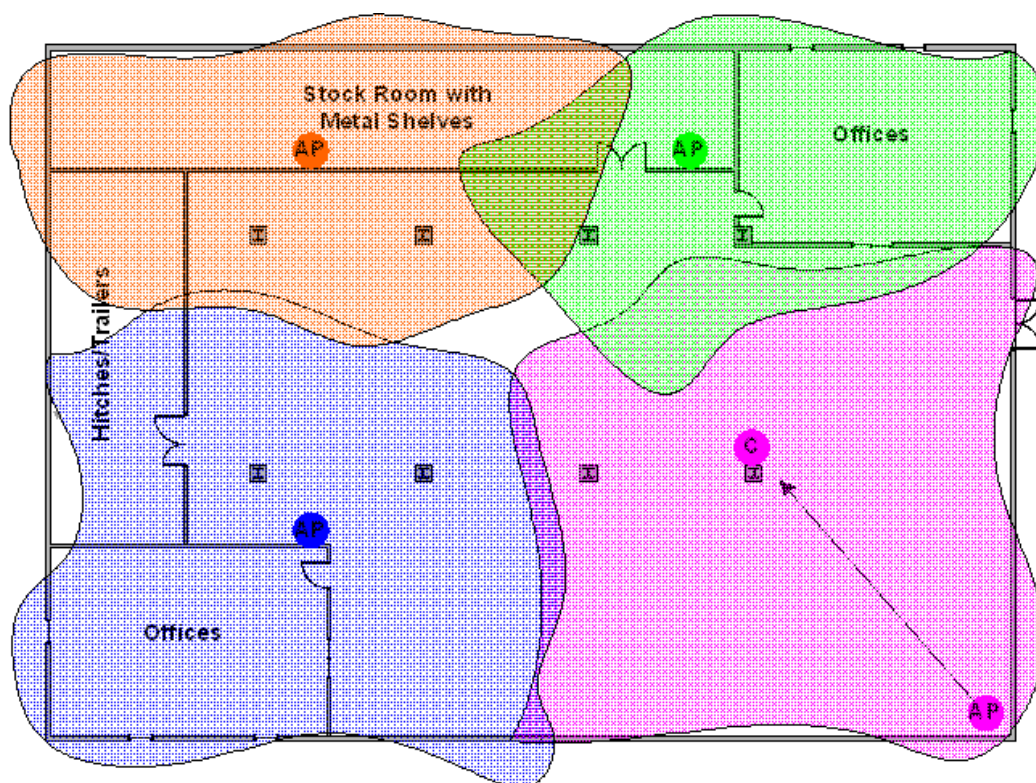 Stock Room with
Metal Shelves
AP
AP
Offices
I
I
I
I
Hitches/Trailers
C
I
I
I
I
AP
Offices
AP